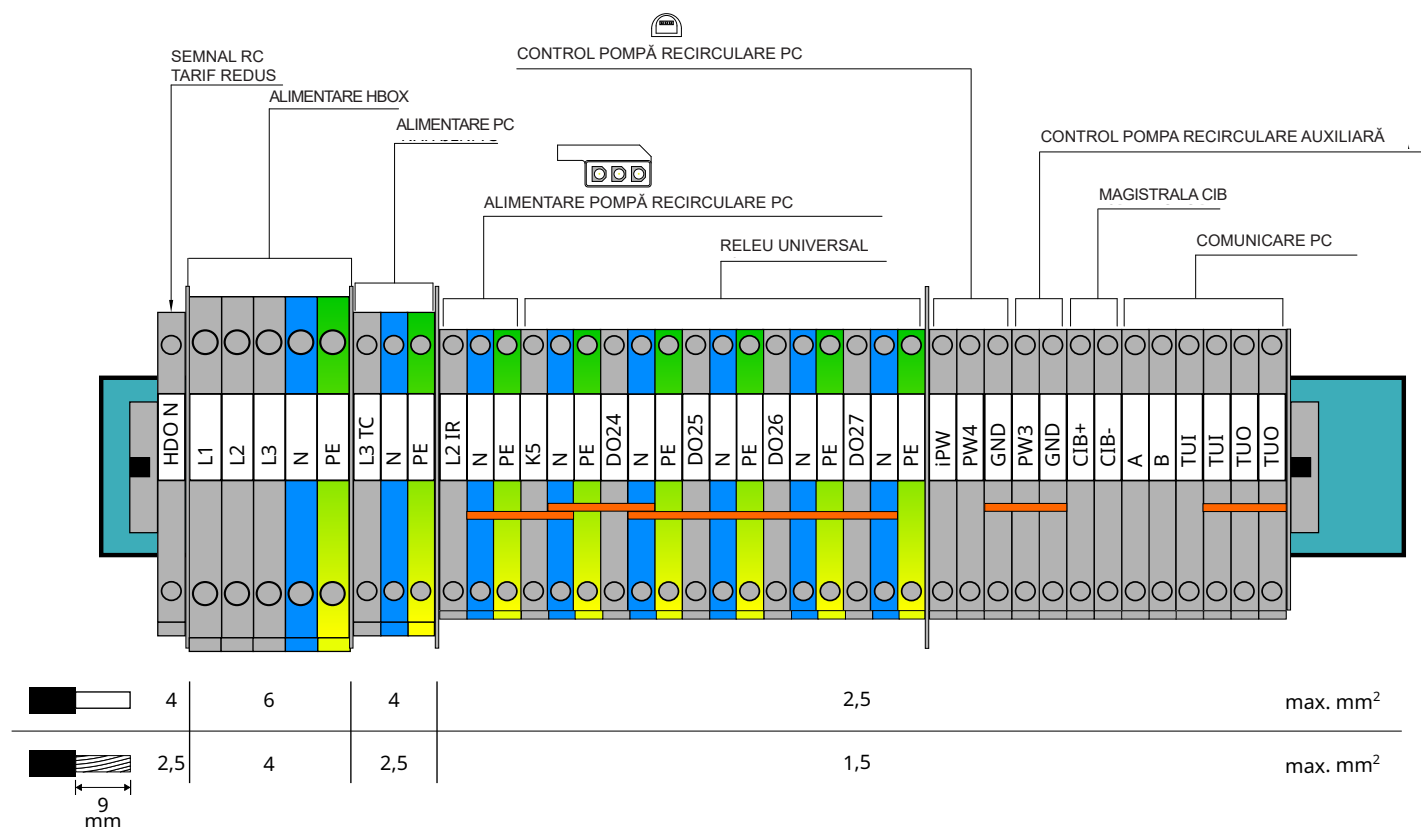 CONTROL POMPĂ RECIRCULARE PC
SEMNAL RC
TARIF REDUS
ALIMENTARE HBOX
ALIMENTARE PC
CONTROL POMPA RECIRCULARE AUXILIARĂ
ALIMENTARE POMPĂ RECIRCULARE PC
MAGISTRALA CIB
RELEU UNIVERSAL
COMUNICARE PC
HDO N
L1
L2
L3
N
PE
L3 TC
N
PE
L2 IR
N
PE
K5
N
PE
DO24
N
PE
DO25
N
PE
DO26
N
PE
DO27
N
PE
iPW
PW4
GND
PW3
GND
CIB+
CIB-
A
B
TUI
TUI
TUO
TUO
4 6 4 2,5 max. mm²
2,5 4 2,5 1,5 max. mm²
9
mm